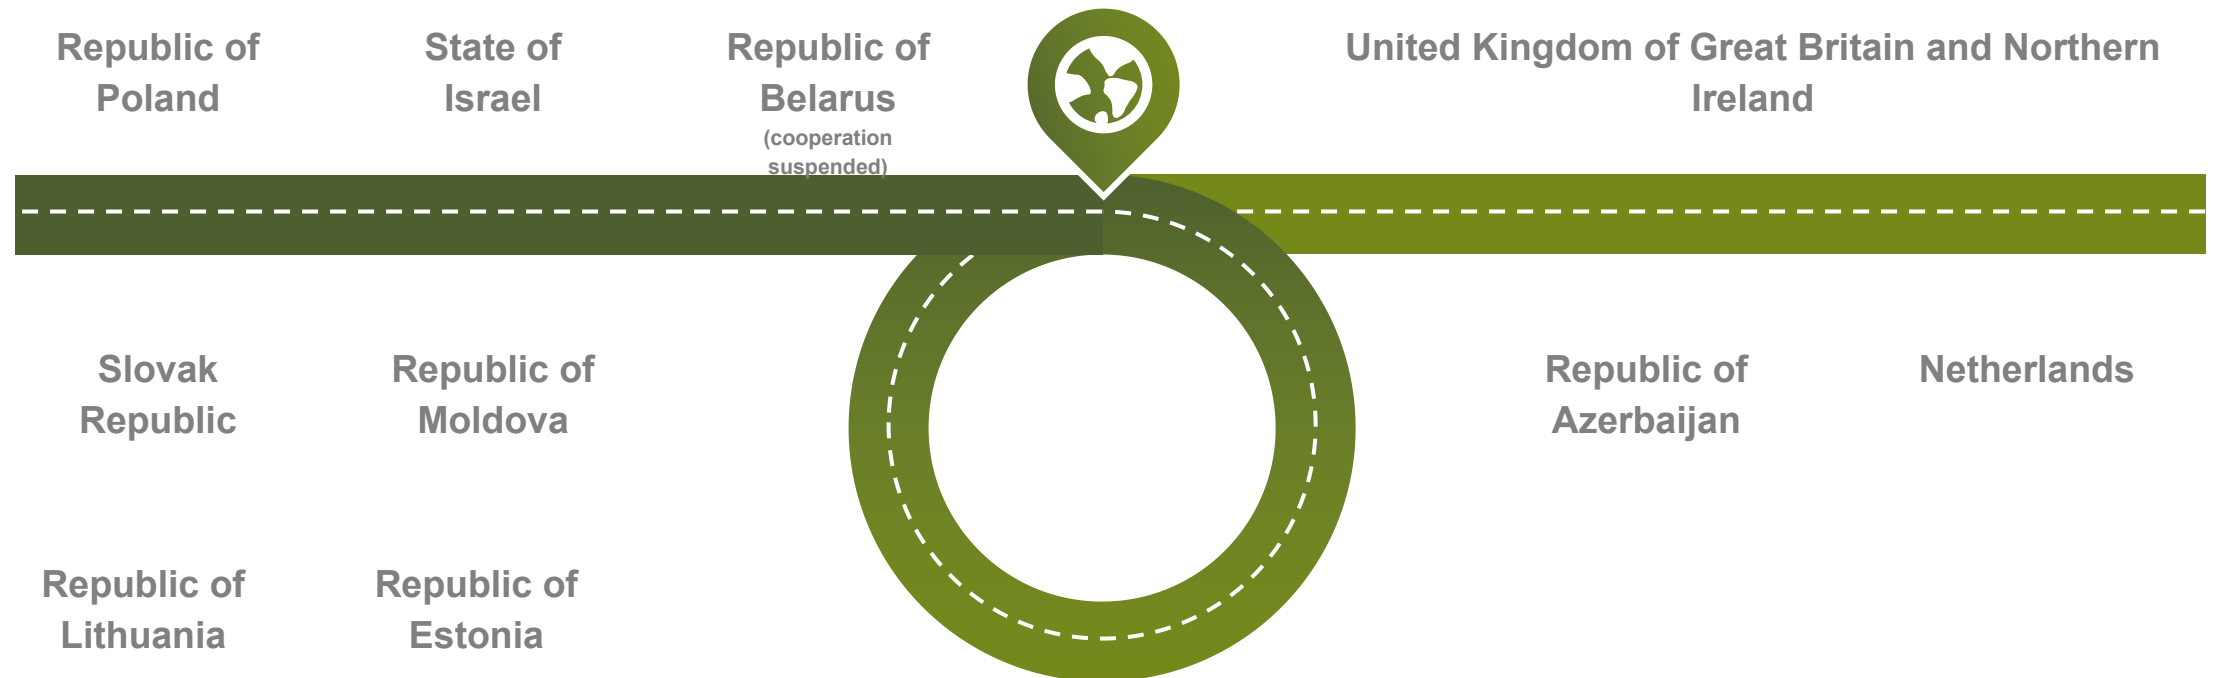 Republic of
Poland
State of
Israel
Republic of
Belarus
(cooperation
suspended)
United Kingdom of Great Britain and Northern
Ireland
Slovak
Republic
Republic of
Moldova
Republic of
Azerbaijan
Netherlands
Republic of
Lithuania
Republic of
Estonia